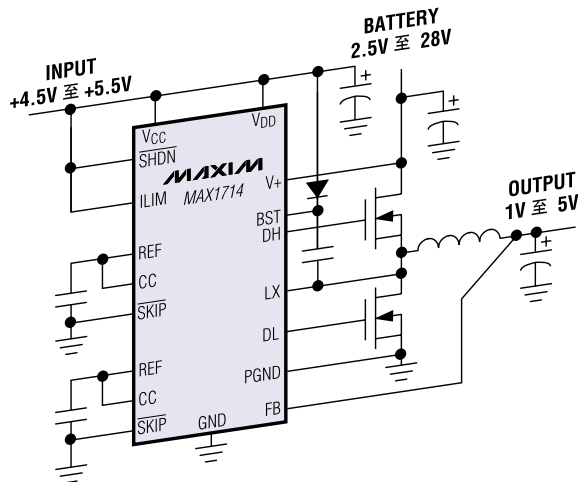 BATTERY
2.5V 至 28V
INPUT
+4.5V 至 +5.5V
VCC
VDD
SHDN
MAXIM
MAX1714
V+
ILIM
BST
DH
OUTPUT
1V 至 5V
REF
CC
SKIP
LX
DL
PGND
REF
CC
SKIP
GND
FB
+
+
+